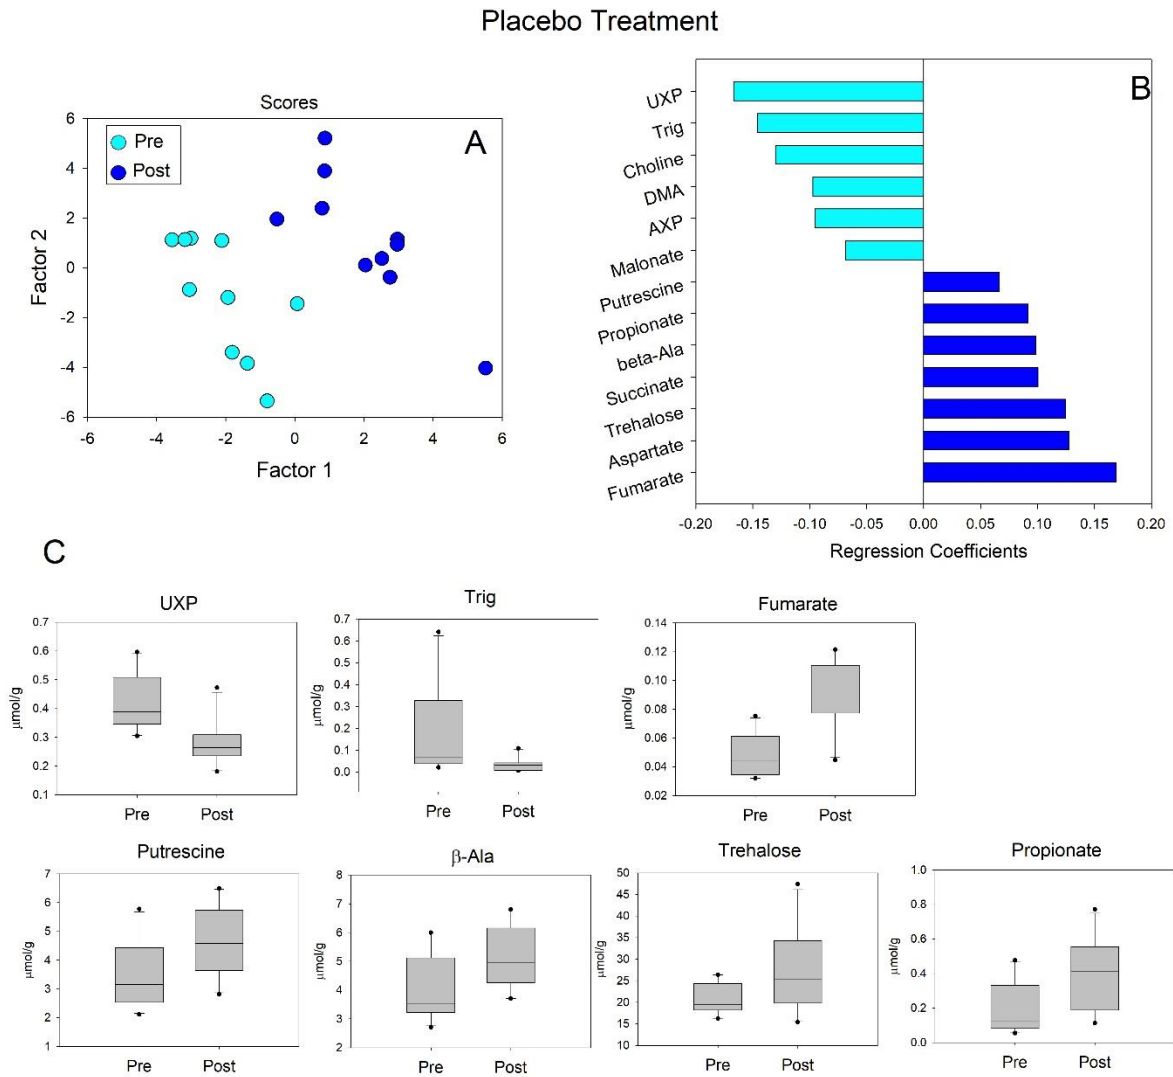 Placebo Treatment
Scores
A
Pre
Post
6
4
2
0
-2
-4
-6
Factor 2
-6 -4 -2 0 2 4 6
Factor 1
B
UXP
Trig
Choline
DMA
AXP
Malonate
Putrescine
Propionate
beta-Ala
Succinate
Trehalose
Aspartate
Fumarate
-0.20 -0.15 -0.10 -0.05 0.00 0.05 0.10 0.15 0.20
Regression Coefficients
C
UXP
0.7
0.6
0.5
0.4
0.3
0.2
0.1
μmol/g
Pre Post
Trig
0.7
0.6
0.5
0.4
0.3
0.2
0.1
0.0
μmol/g
Pre Post
Fumarate
0.14
0.12
0.10
0.08
0.06
0.04
0.02
μmol/g
Pre Post
Putrescine
7
6
5
4
3
2
1
μmol/g
Pre Post
β-Ala
8
7
6
5
4
3
2
μmol/g
Pre Post
Trehalose
50
45
40
35
30
25
20
15
10
μmol/g
Pre Post
Propionate
1.0
0.8
0.6
0.4
0.2
0.0
μmol/g
Pre Post